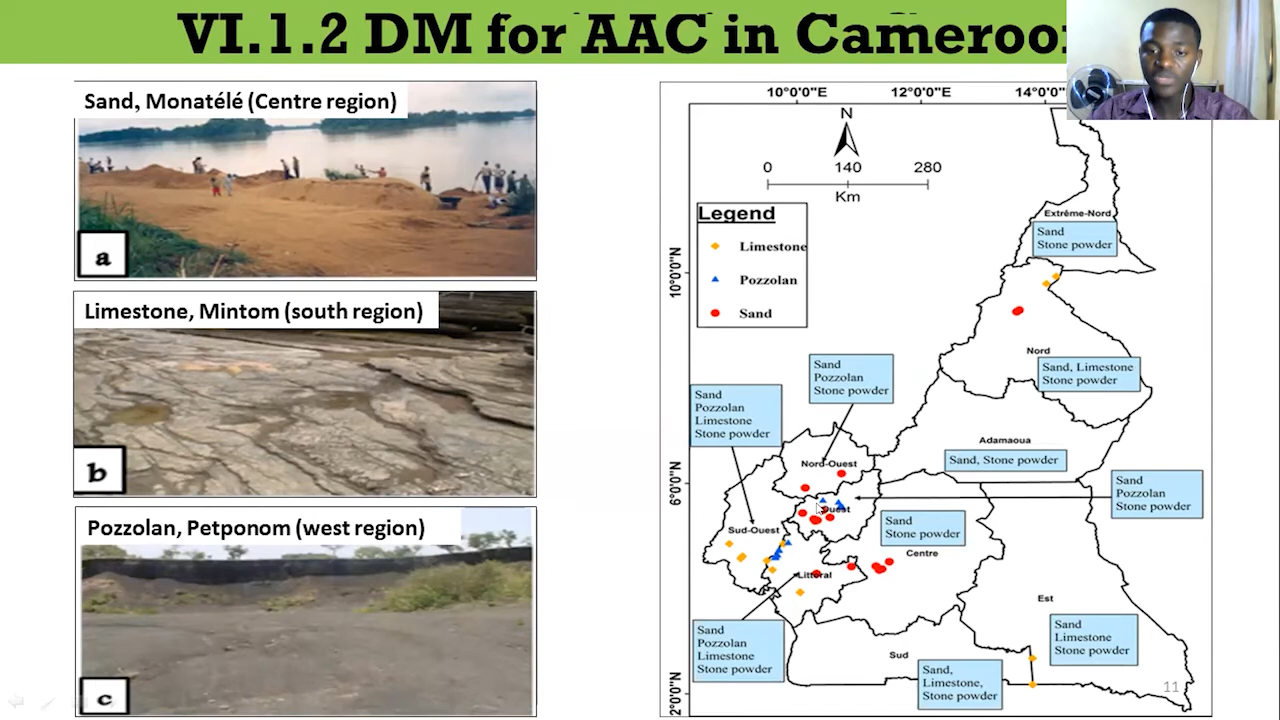 VI.1.2 DM for AAC in Cameroo
Sand, Monatélé (Centre region)
a
Limestone, Mintom (south region)
b
Pozzolan, Petponom (west region)
c
10°0'0"E
12°0'0"E
14°0'0"
N
0
140
280
Km
Legend
Limestone
Pozzolan
Sand
10°0'0"N
6°0'0"N
2°0'0"N
Extrême-Nord
Sand
Stone powder
Nord
Sand, Limestone
Stone powder
Sand
Pozzolan
Stone powder
Sand
Pozzolan
Limestone
Stone powder
Adamaoua
Sand, Stone powder
Nord-Ouest
Sand
Pozzolan
Stone powder
Ouest
Sud-Ouest
Sand
Stone powder
Centre
Littoral
Est
Sand
Limestone
Stone powder
Sand
Pozzolan
Limestone
Stone powder
Sud
Sand,
Limestone,
Stone powder
11